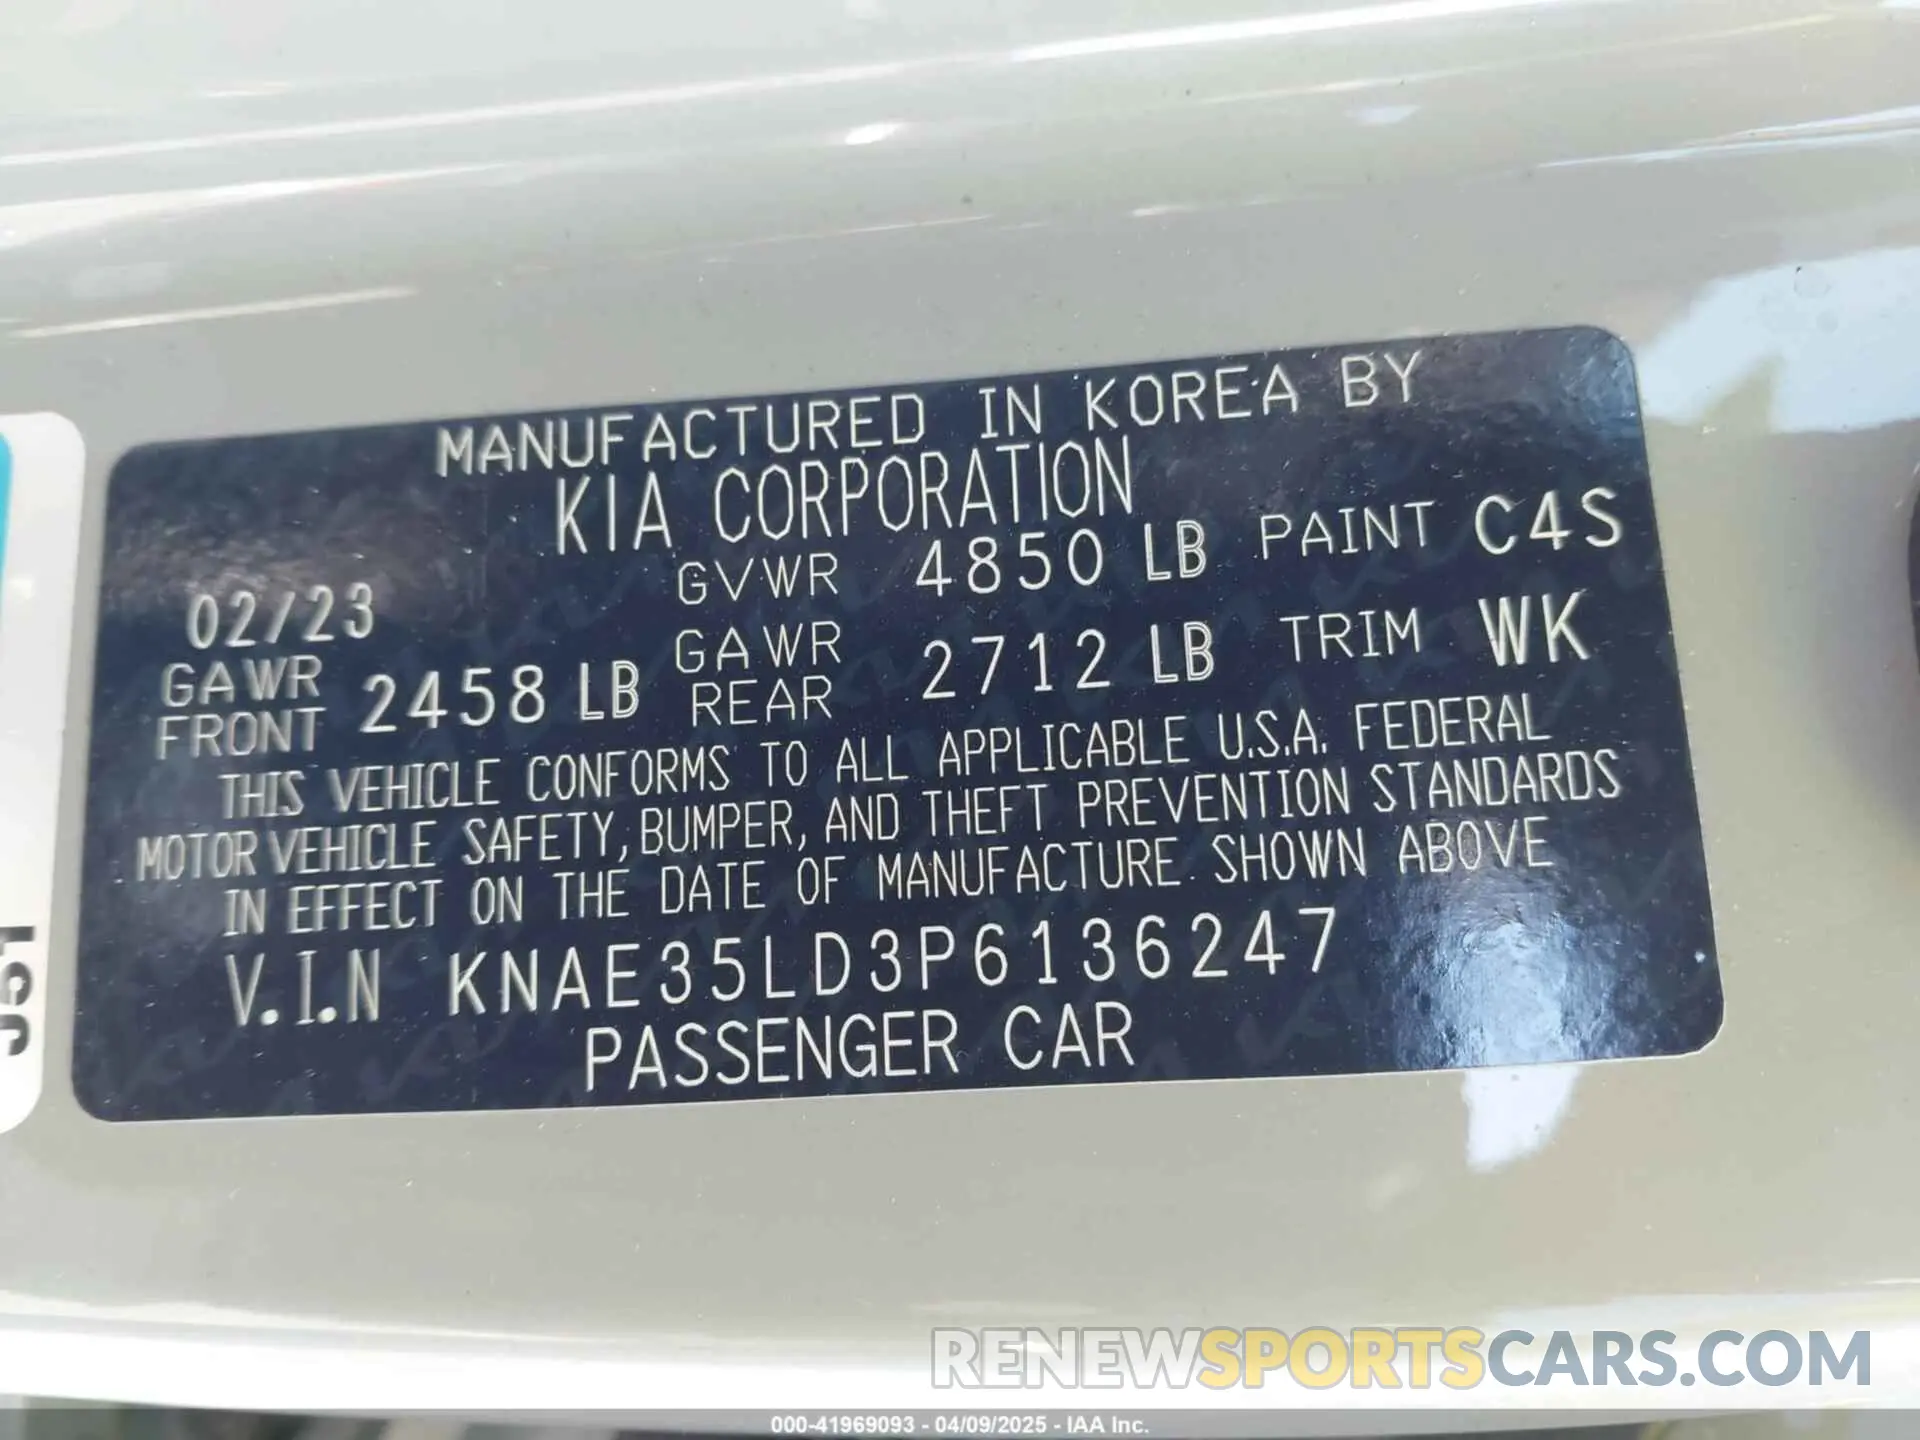 MANUFACTURED IN KOREA BY
KIA CORPORATION
02/23 GVWR 4850 LB PAINT C4S
GAWR FRONT 2458 LB GAWR REAR 2712 LB TRIM WK
THIS VEHICLE CONFORMS TO ALL APPLICABLE U.S.A. FEDERAL
MOTOR VEHICLE SAFETY, BUMPER, AND THEFT PREVENTION STANDARDS
IN EFFECT ON THE DATE OF MANUFACTURE SHOWN ABOVE
V.I.N KNAE35LD3P6136247
PASSENGER CAR
RENEWSPORTSCARS.COM
000-41969093 - 04/09/2025 - IAA Inc.